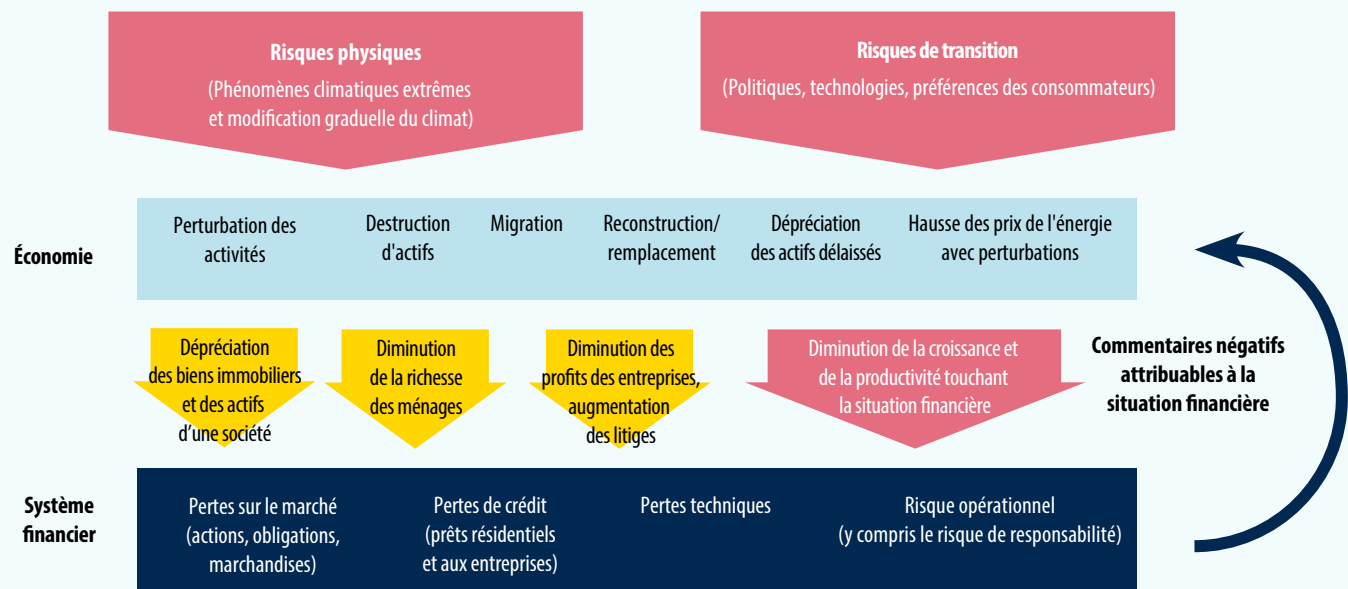 Risques physiques
(Phénomènes climatiques extrêmes
et modification graduelle du climat)
Risques de transition
(Politiques, technologies, préférences des consommateurs)
Économie
Perturbation des
activités
Destruction
d'actifs
Migration
Reconstruction/
remplacement
Dépréciation
des actifs délaissés
Hausse des prix de l'énergie
avec perturbations
Dépréciation
des biens immobiliers
et des actifs
d’une société
Diminution
de la richesse
des ménages
Diminution des
profits des entreprises,
augmentation
des litiges
Diminution de la croissance et
de la productivité touchant
la situation financière
Commentaires négatifs
attribuables à la
situation financière
Système
financier
Pertes sur le marché
(actions, obligations,
marchandises)
Pertes de crédit
(prêts résidentiels
et aux entreprises)
Pertes techniques
Risque opérationnel
(y compris le risque de responsabilité)